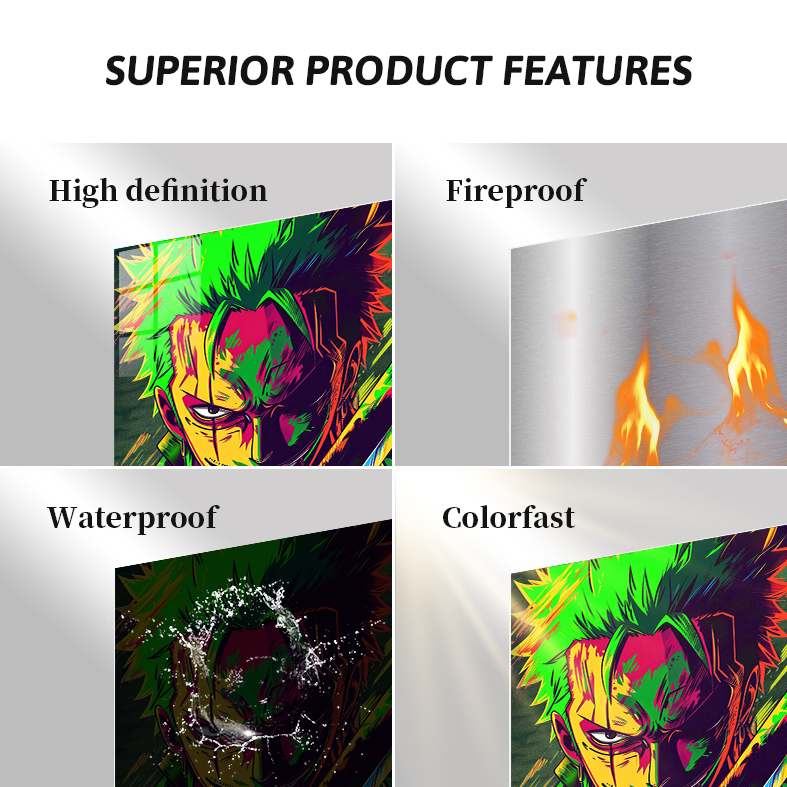 SUPERIOR PRODUCT FEATURES
High definition
Fireproof
Waterproof
Colorfast